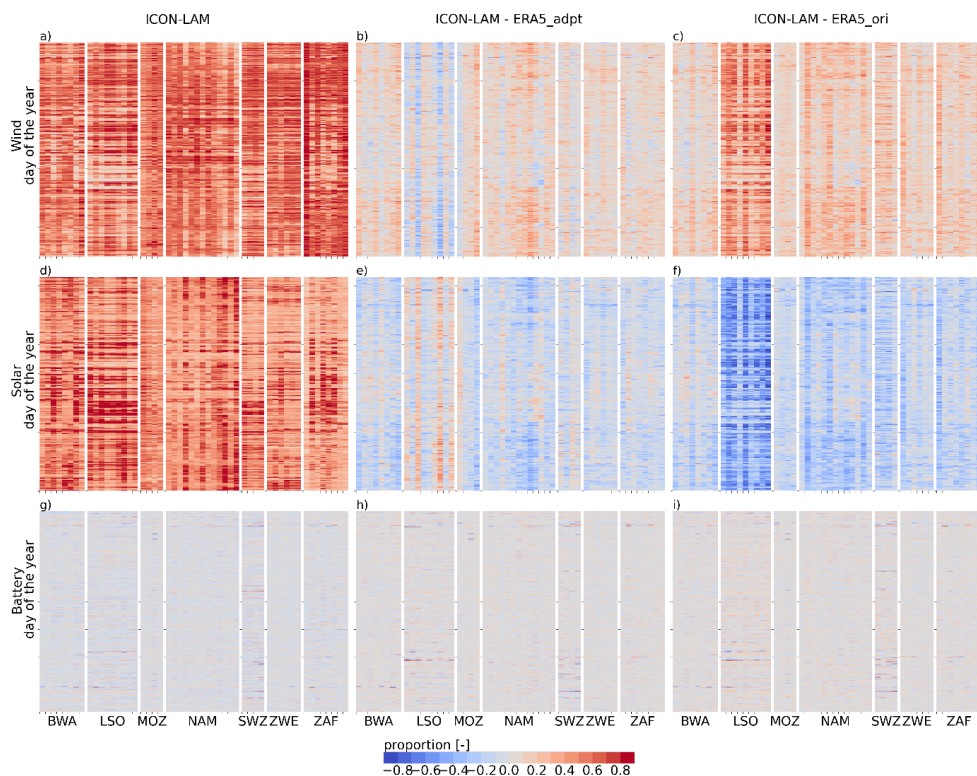 ICON-LAM
ICON-LAM - ERA5_adpt
ICON-LAM - ERA5_ori
a)
b)
c)
Wind
day of the year
d)
e)
f)
Solar
day of the year
g)
h)
i)
Battery
day of the year
BWA LSO MOZ NAM SWZ ZWE ZAF
BWA LSO MOZ NAM SWZ ZWE ZAF
BWA LSO MOZ NAM SWZ ZWE ZAF
proportion [-]
−0.8 −0.6 −0.4 −0.2 0.0 0.2 0.4 0.6 0.8